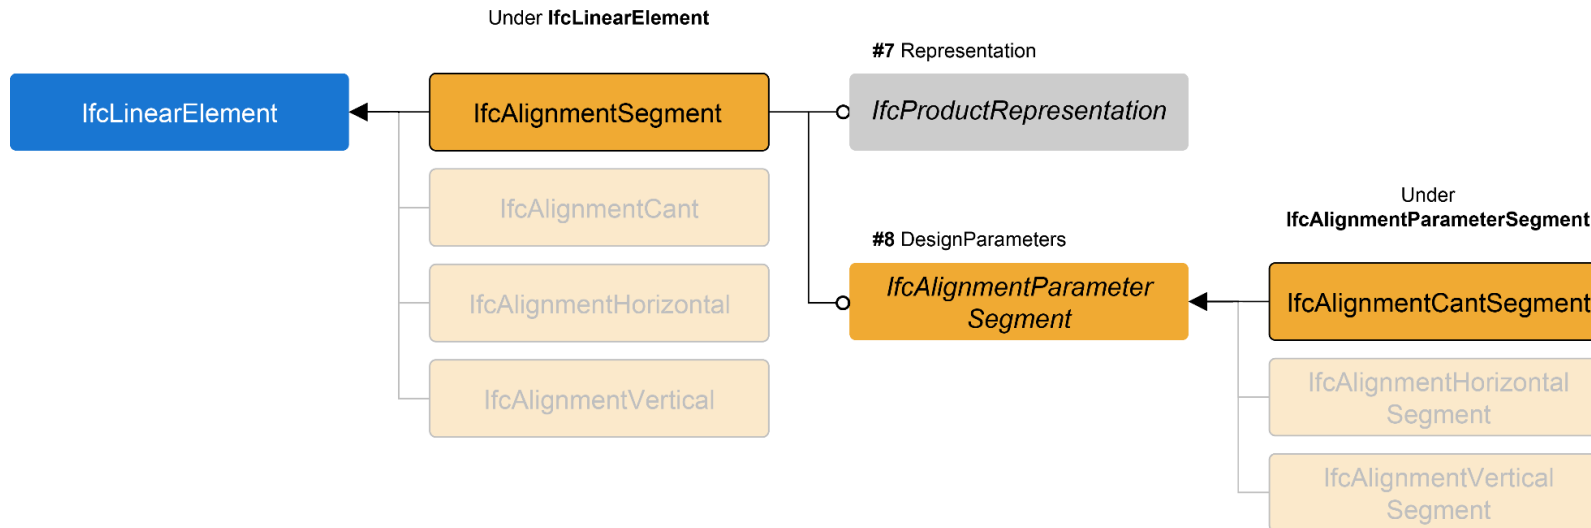 Under IfcLinearElement
#7 Representation
IfcLinearElement
IfcAlignmentSegment
IfcProductRepresentation
IfcAlignmentCant
Under
IfcAlignmentParameterSegment
#8 DesignParameters
IfcAlignmentHorizontal
IfcAlignmentParameter
Segment
IfcAlignmentCantSegment
IfcAlignmentVertical
IfcAlignmentHorizontal
Segment
IfcAlignmentVertical
Segment